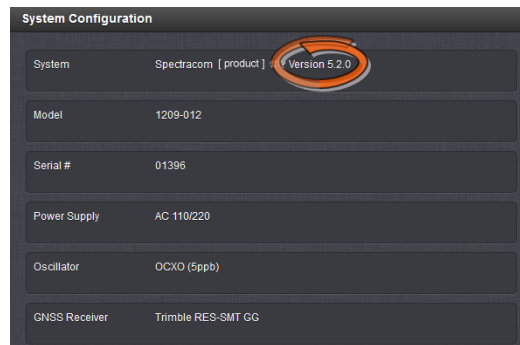 System Configuration
System Spectracom [ product ] Version 5.2.0
Model 1209-012
Serial # 01396
Power Supply AC 110/220
Oscillator OCXO (5ppb)
GNSS Receiver Trimble RES-SMT GG